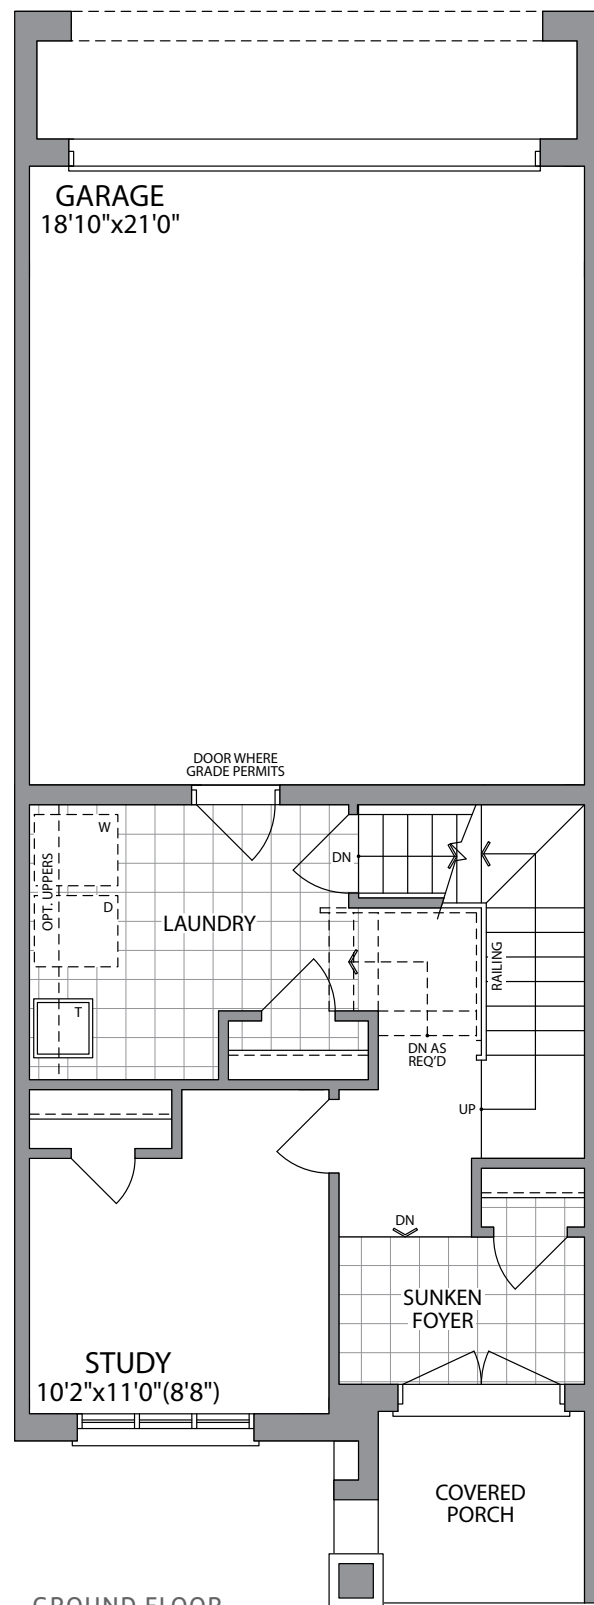 GARAGE
18'10"x21'0"
DOOR WHERE
GRADE PERMITS
W
DN
OPT. UPPERS
D
LAUNDRY
RAILING
T
DN AS
REQ'D
UP
DN
SUNKEN
FOYER
STUDY
10'2"x11'0"(8'8")
COVERED
PORCH
GROUND FLOOR